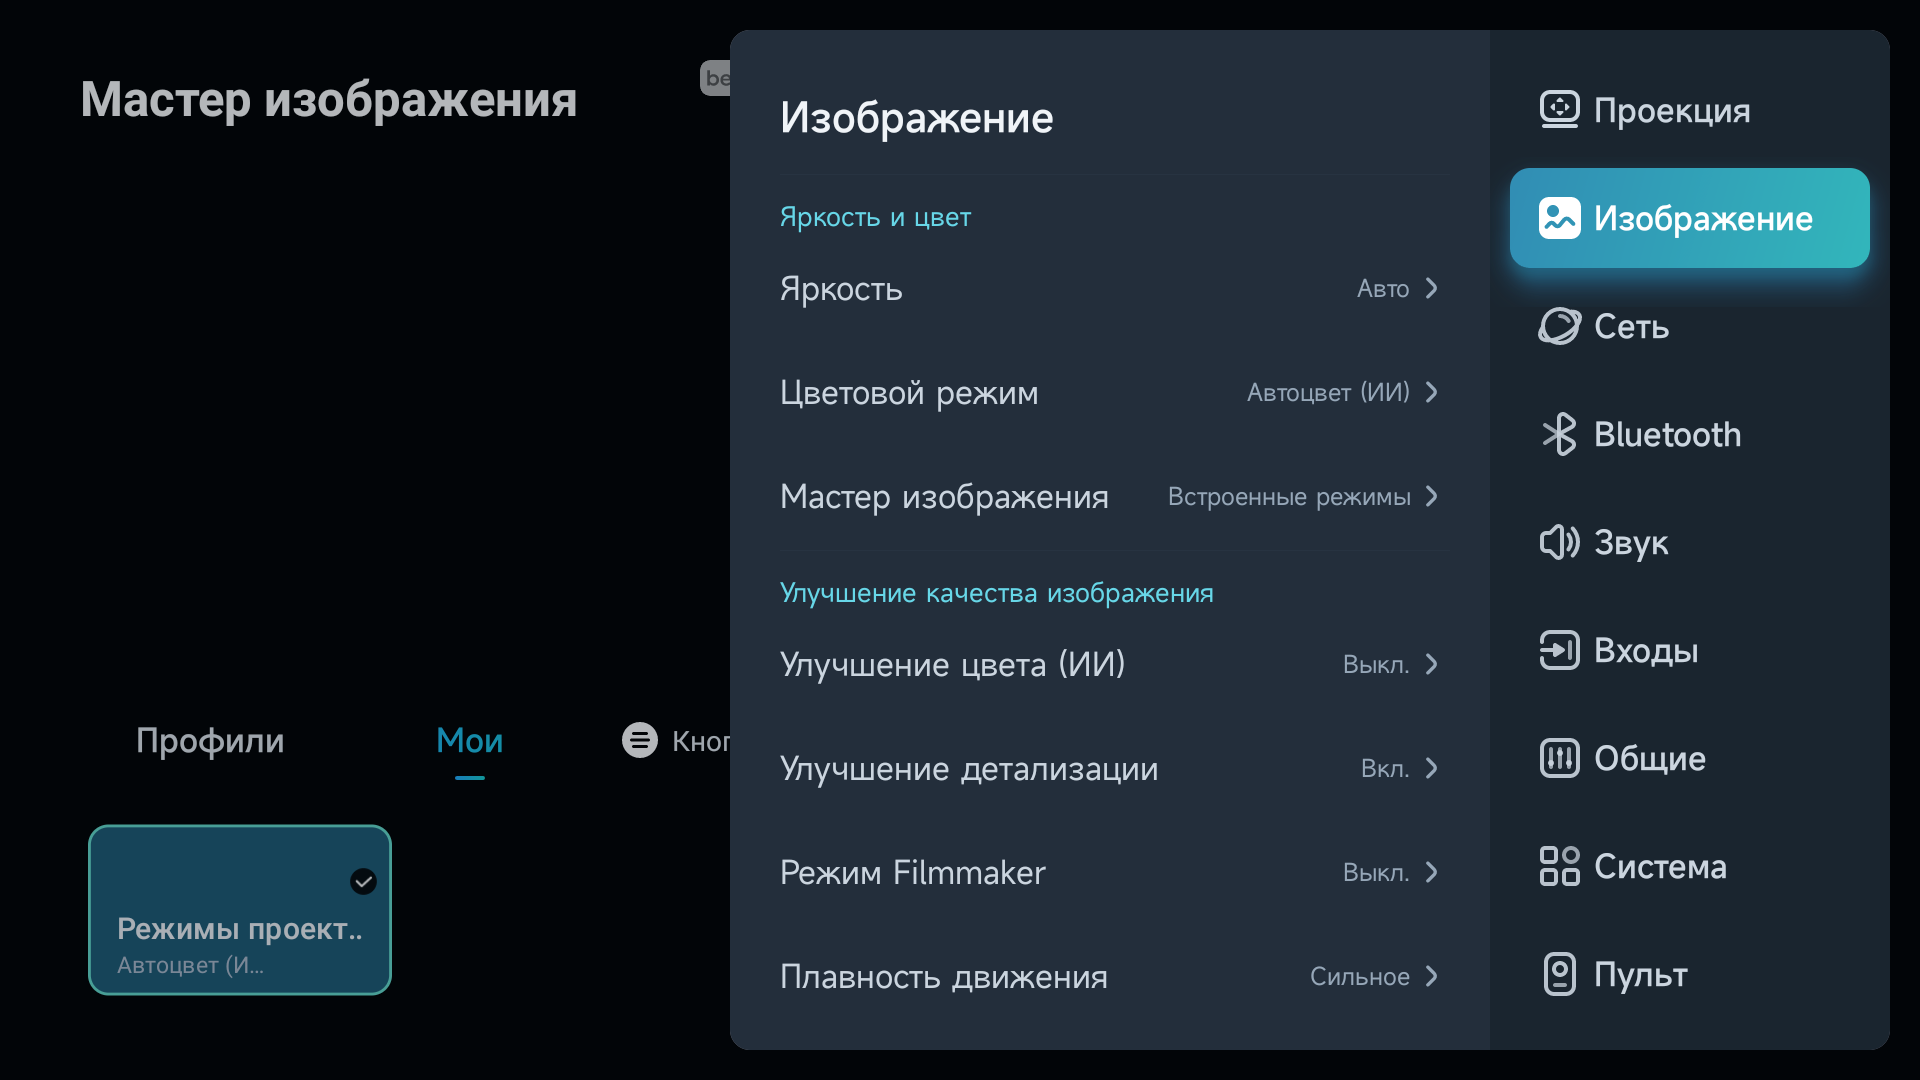 Мастер изображения
be
Профили
Мои
Кног
Режимы проект..
Автоцвет (И...
Изображение
Яркость и цвет
Яркость
Авто
Цветовой режим
Автоцвет (ИИ)
Мастер изображения
Встроенные режимы
Улучшение качества изображения
Улучшение цвета (ИИ)
Выкл.
Улучшение детализации
Вкл.
Режим Filmmaker
Выкл.
Плавность движения
Сильное
Проекция
Изображение
Сеть
Bluetooth
Звук
Входы
Общие
Система
Пульт